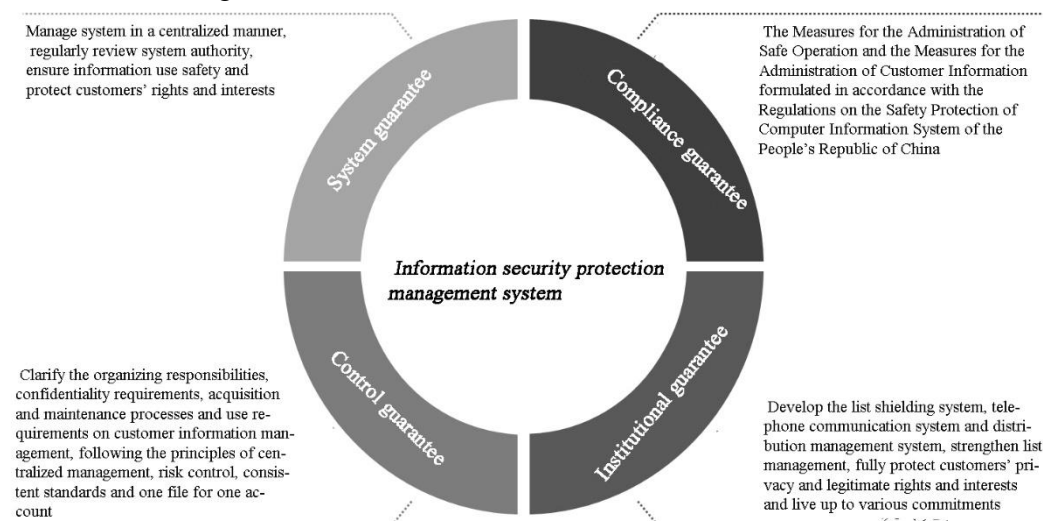 Manage system in a centralized manner,
regularly review system authority,
ensure information use safety and
protect customers' rights and interests
System guarantee
Compliance guarantee
The Measures for the Administration of
Safe Operation and the Measures for the
Administration of Customer Information
formulated in accordance with the
Regulations on the Safety Protection of
Computer Information System of the
People's Republic of China
Information security protection
management system
Clarify the organizing responsibilities,
confidentiality requirements, acquisition
and maintenance processes and use re-
quirements on customer information man-
agement, following the principles of cen-
tralized management, risk control, consis-
tent standards and one file for one ac-
count
Control guarantee
Institutional guarantee
Develop the list shielding system, tele-
phone communication system and distri-
bution management system, strengthen list
management, fully protect customers' pri-
vacy and legitimate rights and interests
and live up to various commitments